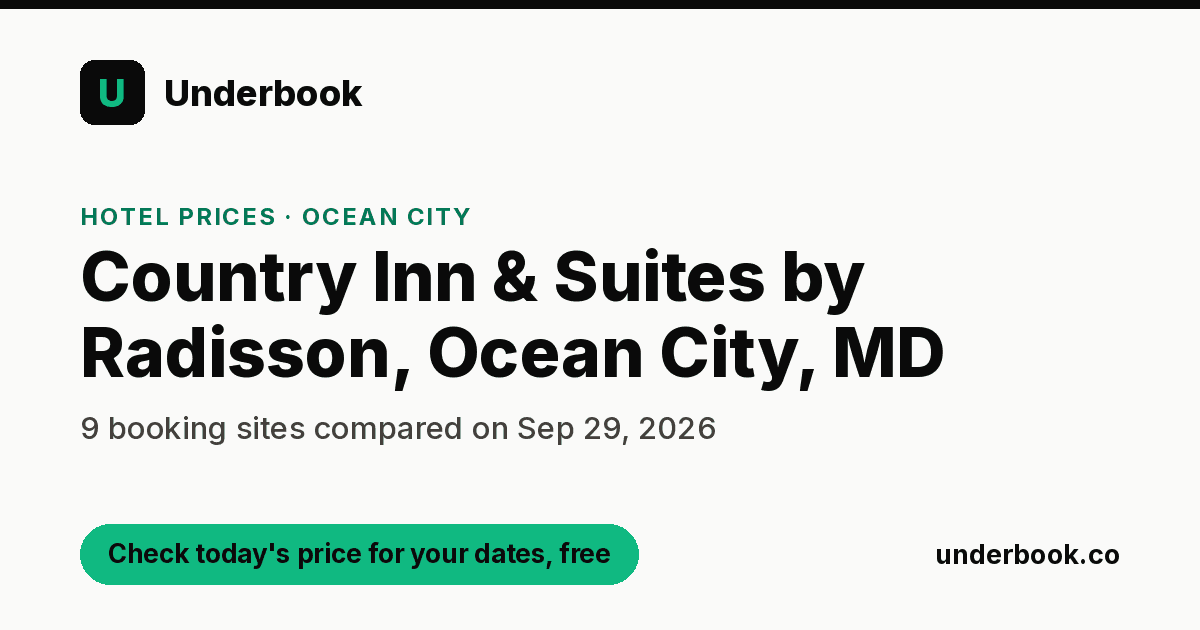 U Underbook
HOTEL PRICES · OCEAN CITY
Country Inn & Suites by
Radisson, Ocean City, MD
9 booking sites compared on Sep 29, 2026
Check today's price for your dates, free
underbook.co